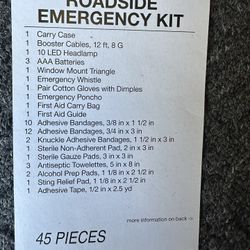 ROADSIDE
EMERGENCY KIT
1 Carry Case
1 Booster Cables, 12 ft, 8 G
1 10 LED Headlamp
3 AAA Batteries
1 Window Mount Triangle
1 Emergency Whistle
1 Pair Cotton Gloves with Dimples
1 Emergency Poncho
1 First Aid Carry Bag
1 First Aid Guide
10 Adhesive Bandages, 3/8 in x 1 1/2 in
12 Adhesive Bandages, 3/4 in x 3 in
2 Knuckle Adhesive Bandages, 1 1/2 in x 3 in
1 Sterile Non-Adherent Pad, 2 in x 3 in
1 Sterile Gauze Pads, 3 in x 3 in
3 Antiseptic Towelettes, 5 in x 8 in
2 Alcohol Prep Pads, 1 1/8 in x 2 1/2 in
1 Sting Relief Pad, 1 1/8 x 2 1/2 in
1 Adhesive Tape, 1/2 in x 2.5 yd
more information on back ->
45 PIECES